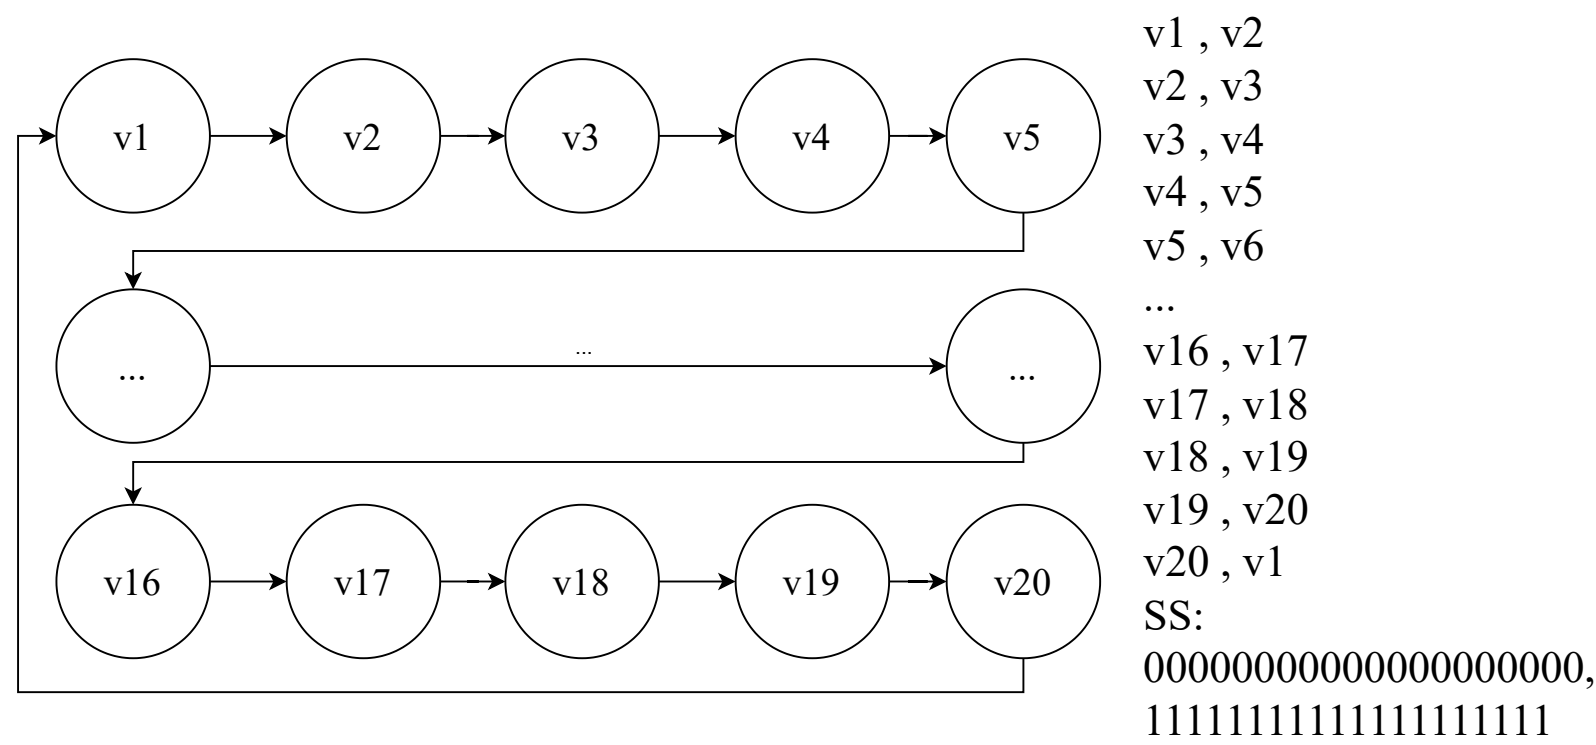 v1 v2 v3 v4 v5
...
... ...
v16 v17 v18 v19 v20
v1 , v2
v2 , v3
v3 , v4
v4 , v5
v5 , v6
...
v16 , v17
v17 , v18
v18 , v19
v19 , v20
v20 , v1
SS:
00000000000000000000,
11111111111111111111